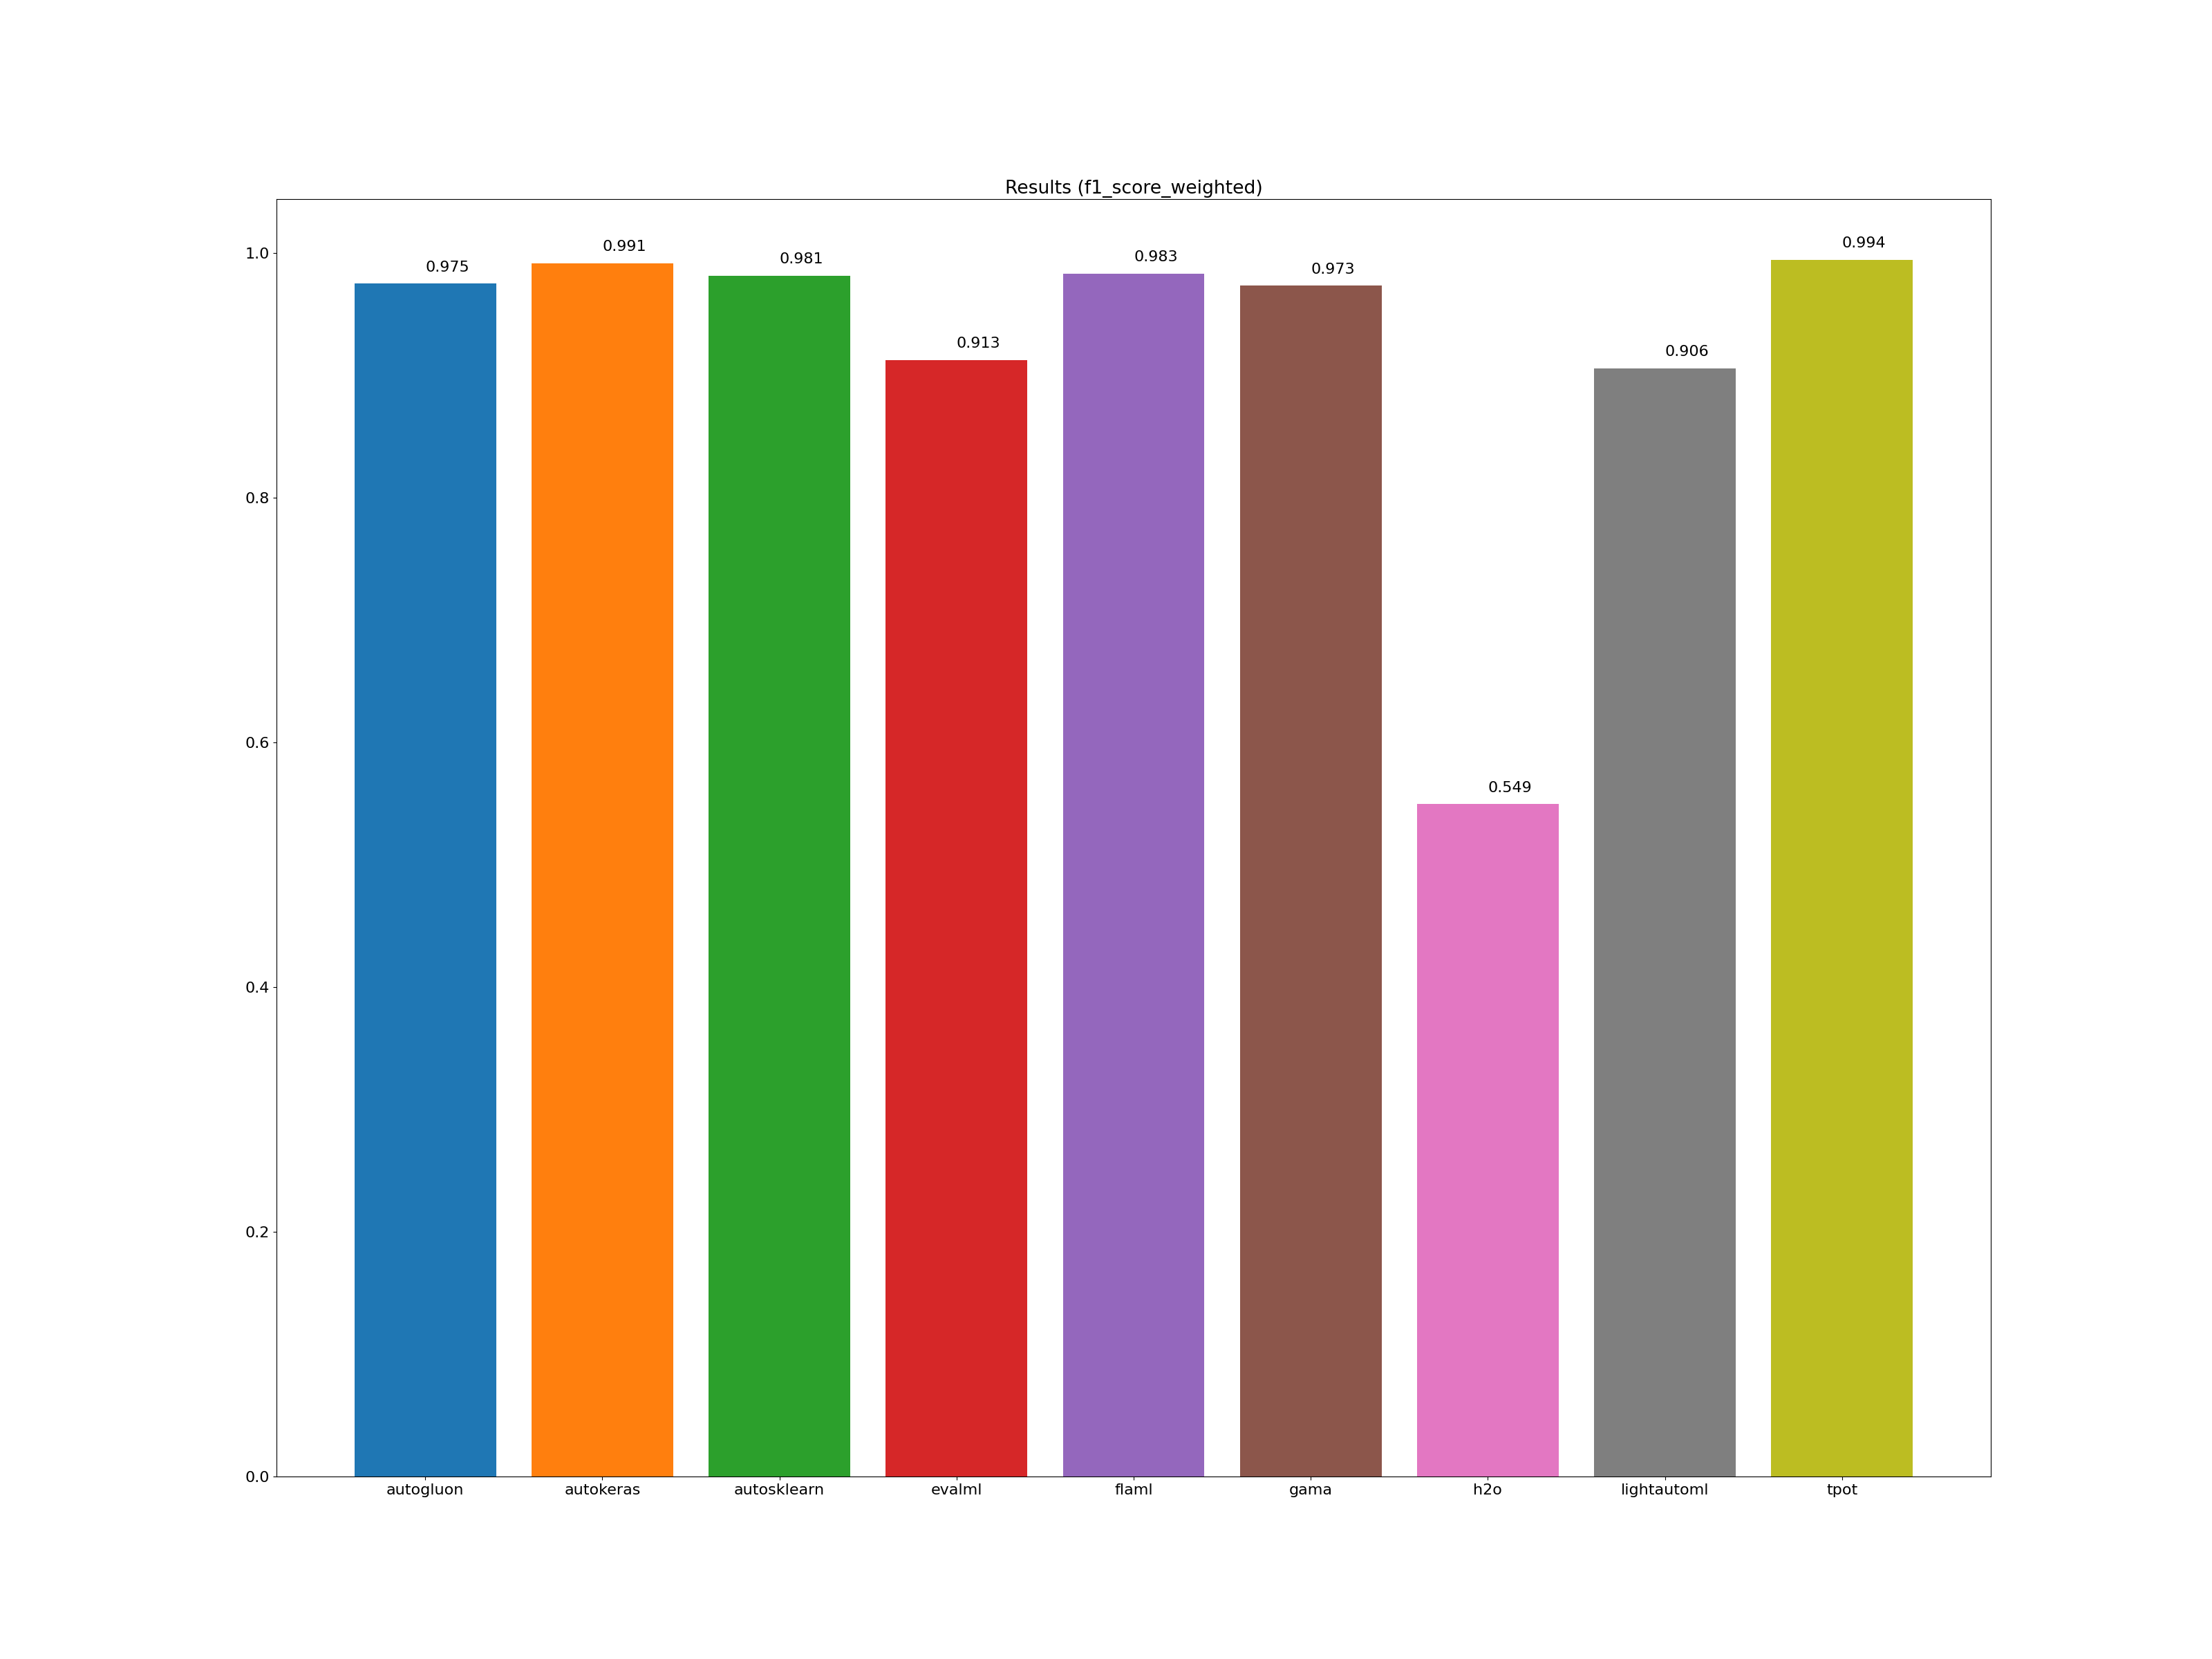 Results (f1_score_weighted)
1.0
0.8
0.6
0.4
0.2
0.0
0.975
0.991
0.981
0.913
0.983
0.973
0.549
0.906
0.994
autogluon
autokeras
autosklearn
evalml
flaml
gama
h2o
lightautoml
tpot